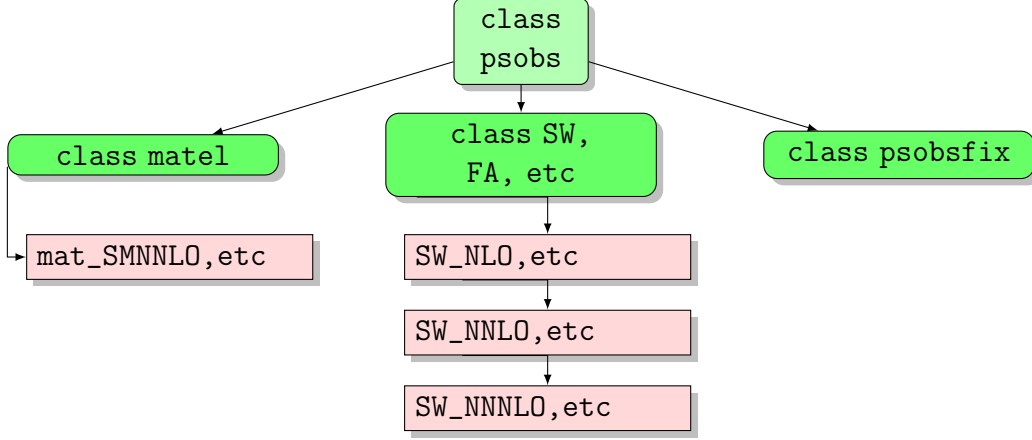 class
psobs
class matel
class SW,
FA, etc
class psobsfix
mat_SMNNLO,etc
SW_NLO,etc
SW_NNLO,etc
SW_NNNLO,etc